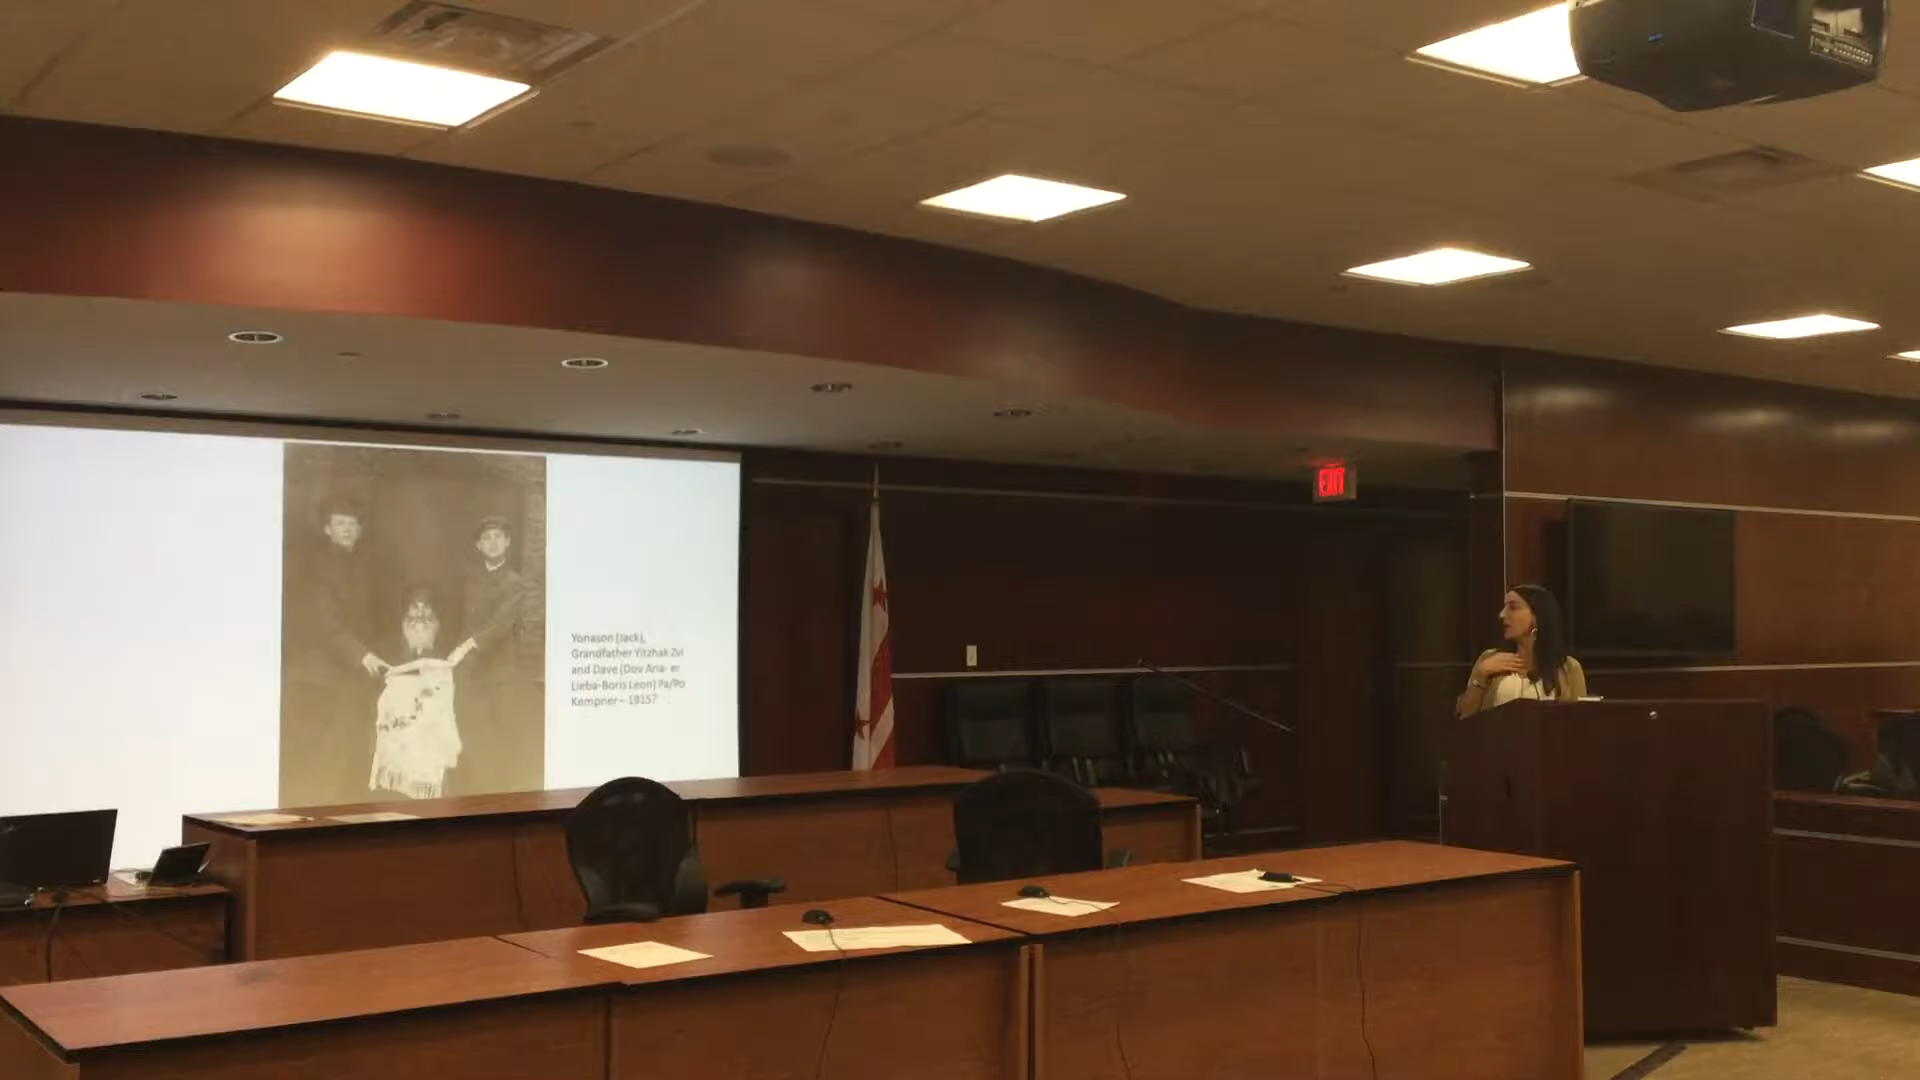 Yonason (Jack),
Grandfather Yitzhak Zvi
and Dave (Dov Aria- er
Lieba-Boris Leon) Pa/Po
Kempner – 1915?
EXIT